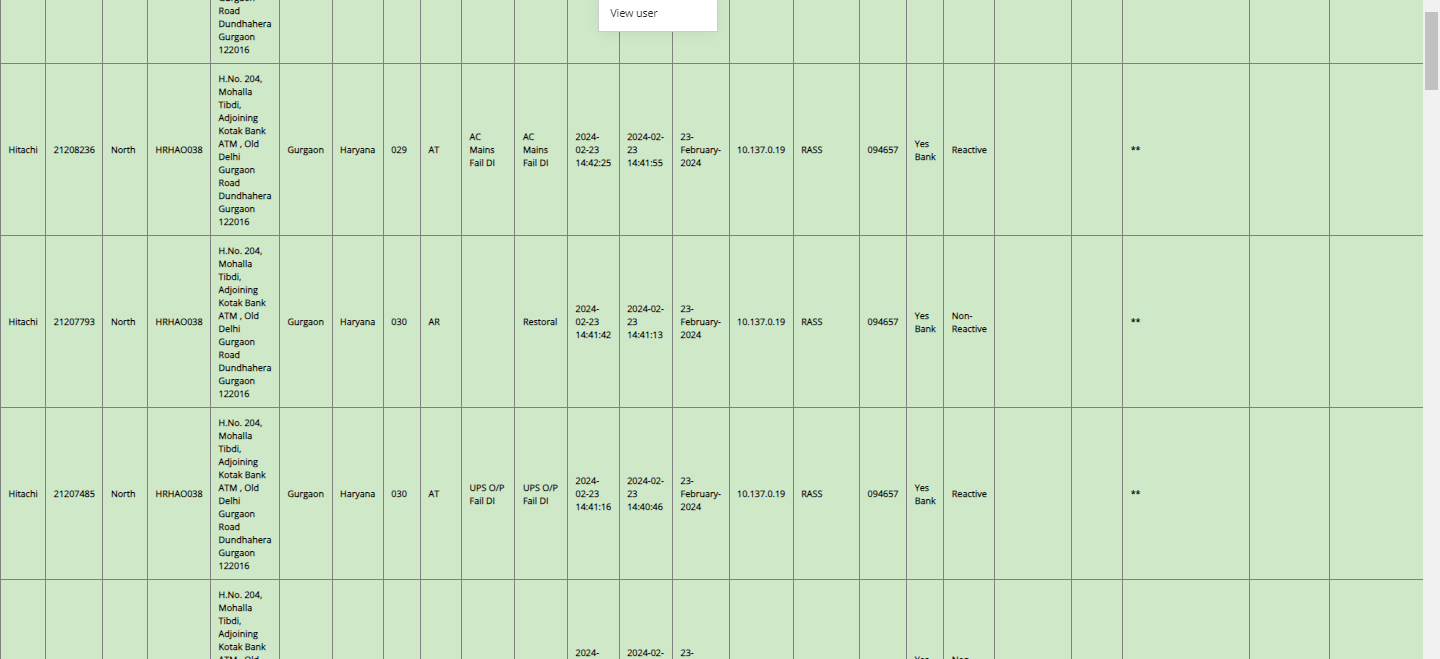 View user
Gurgaon
Road
Dundhahera
Gurgaon
122016
Hitachi
21208236
North
HRHAO038
H.No. 204,
Mohalla
Tibdi,
Adjoining
Kotak Bank
ATM , Old
Delhi
Gurgaon
Road
Dundhahera
Gurgaon
122016
Gurgaon
Haryana
029
AT
AC
Mains
Fail DI
AC
Mains
Fail DI
2024-
02-23
14:42:25
2024-02-
23
14:41:55
23-
February-
2024
10.137.0.19
RASS
094657
Yes
Bank
Reactive
**
Hitachi
21207793
North
HRHAO038
H.No. 204,
Mohalla
Tibdi,
Adjoining
Kotak Bank
ATM , Old
Delhi
Gurgaon
Road
Dundhahera
Gurgaon
122016
Gurgaon
Haryana
030
AR
Restoral
2024-
02-23
14:41:42
2024-02-
23
14:41:13
23-
February-
2024
10.137.0.19
RASS
094657
Yes
Bank
Non-
Reactive
**
Hitachi
21207485
North
HRHAO038
H.No. 204,
Mohalla
Tibdi,
Adjoining
Kotak Bank
ATM , Old
Delhi
Gurgaon
Road
Dundhahera
Gurgaon
122016
Gurgaon
Haryana
030
AT
UPS O/P
Fail DI
UPS O/P
Fail DI
2024-
02-23
14:41:16
2024-02-
23
14:40:46
23-
February-
2024
10.137.0.19
RASS
094657
Yes
Bank
Reactive
**
H.No. 204,
Mohalla
Tibdi,
Adjoining
Kotak Bank
ATM , Old
2024-
2024-02-
23-
Yes
Non-